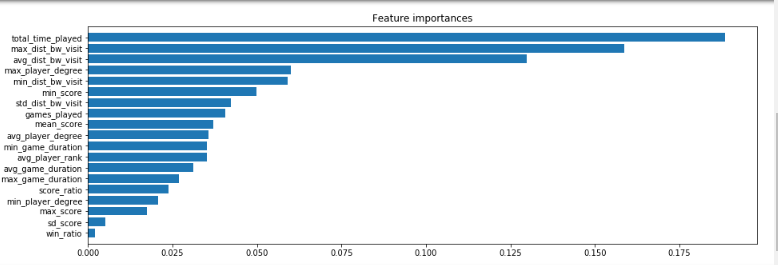 Feature importances
total_time_played
max_dist_bw_visit
avg_dist_bw_visit
max_player_degree
min_dist_bw_visit
min_score
std_dist_bw_visit
games_played
mean_score
avg_player_degree
min_game_duration
avg_player_rank
avg_game_duration
max_game_duration
score_ratio
min_player_degree
max_score
sd_score
win_ratio
0.000 0.025 0.050 0.075 0.100 0.125 0.150 0.175